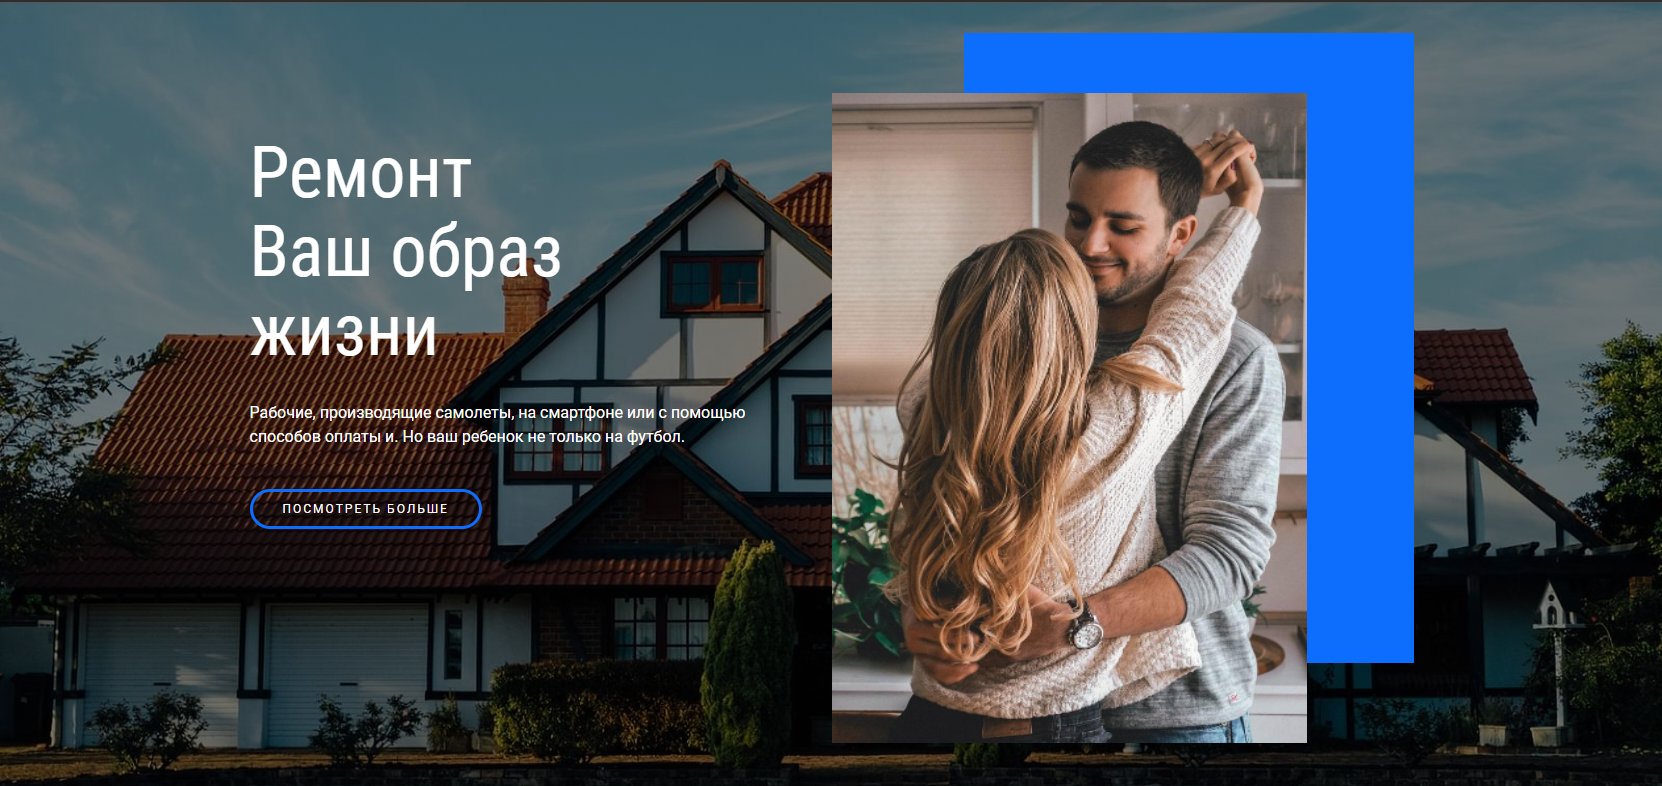 Ремонт
Ваш образ
жизни
Рабочие, производящие самолеты, на смартфоне или с помощью
способов оплаты и. Но ваш ребенок не только на футбол.
ПОСМОТРЕТЬ БОЛЬШЕ